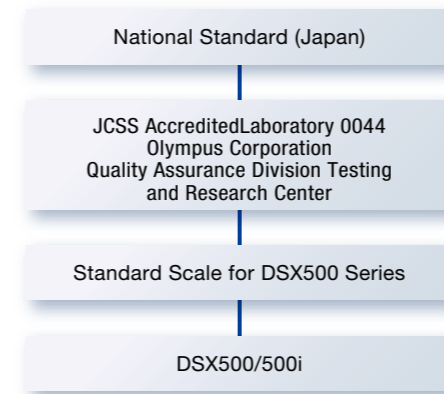 National Standard (Japan)
JCSS AccreditedLaboratory 0044
Olympus Corporation
Quality Assurance Division Testing
and Research Center
Standard Scale for DSX500 Series
DSX500/500i